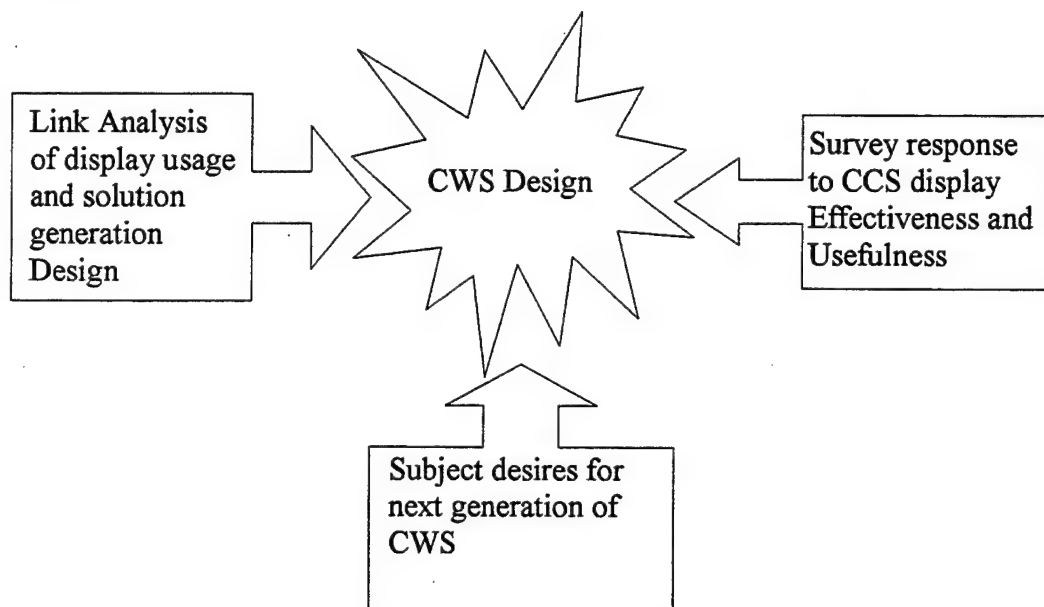 Link Analysis
of display usage
and solution
generation
Design
CWS Design
Survey response
to CCS display
Effectiveness and
Usefulness
Subject desires for
next generation of
CWS